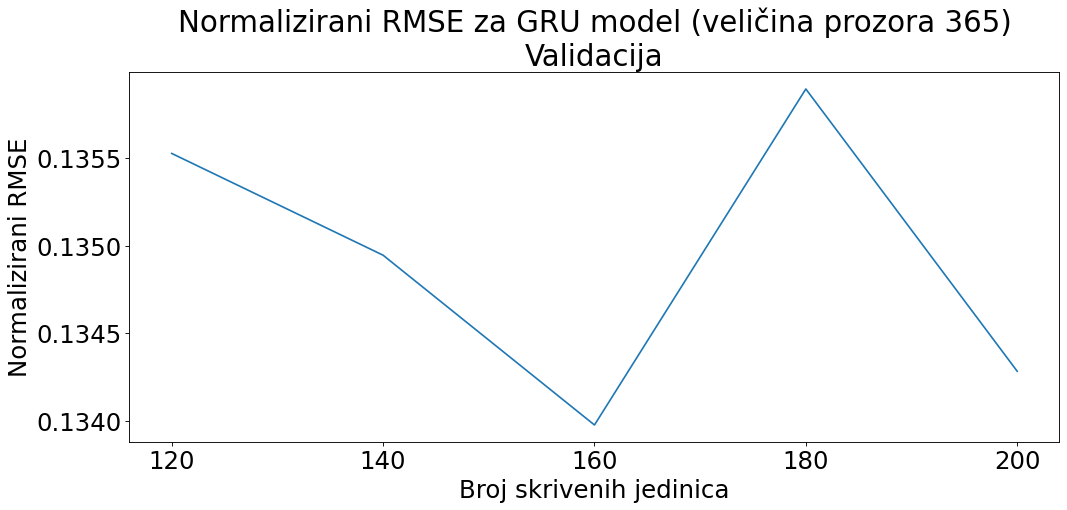 Normalizirani RMSE za GRU model (veličina prozora 365)
Validacija
Normalizirani RMSE
0.1355
0.1350
0.1345
0.1340
120 140 160 180 200
Broj skrivenih jedinica